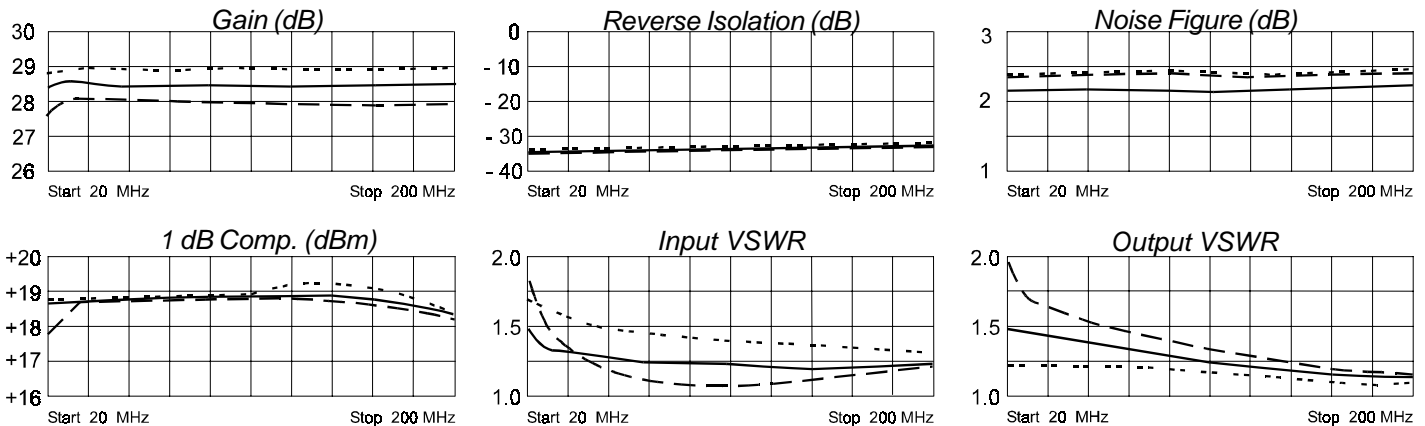 Gain (dB)
30
29
28
27
26
Start 20 MHz
Stop 200 MHz
Reverse Isolation (dB)
0
- 10
- 20
- 30
- 40
Start 20 MHz
Stop 200 MHz
Noise Figure (dB)
3
2
1
Start 20 MHz
Stop 200 MHz
1 dB Comp. (dBm)
+20
+19
+18
+17
+16
Start 20 MHz
Stop 200 MHz
Input VSWR
2.0
1.5
1.0
Start 20 MHz
Stop 200 MHz
Output VSWR
2.0
1.5
1.0
Start 20 MHz
Stop 200 MHz